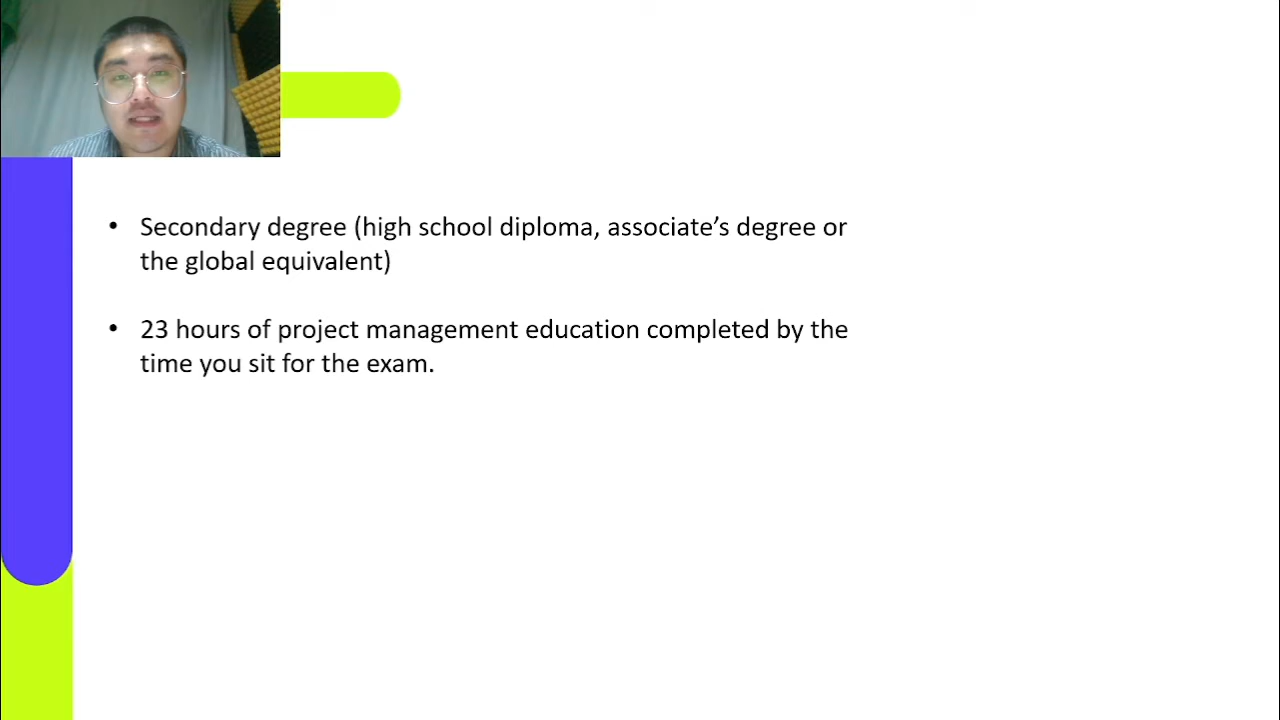 • Secondary degree (high school diploma, associate’s degree or
the global equivalent)
• 23 hours of project management education completed by the
time you sit for the exam.